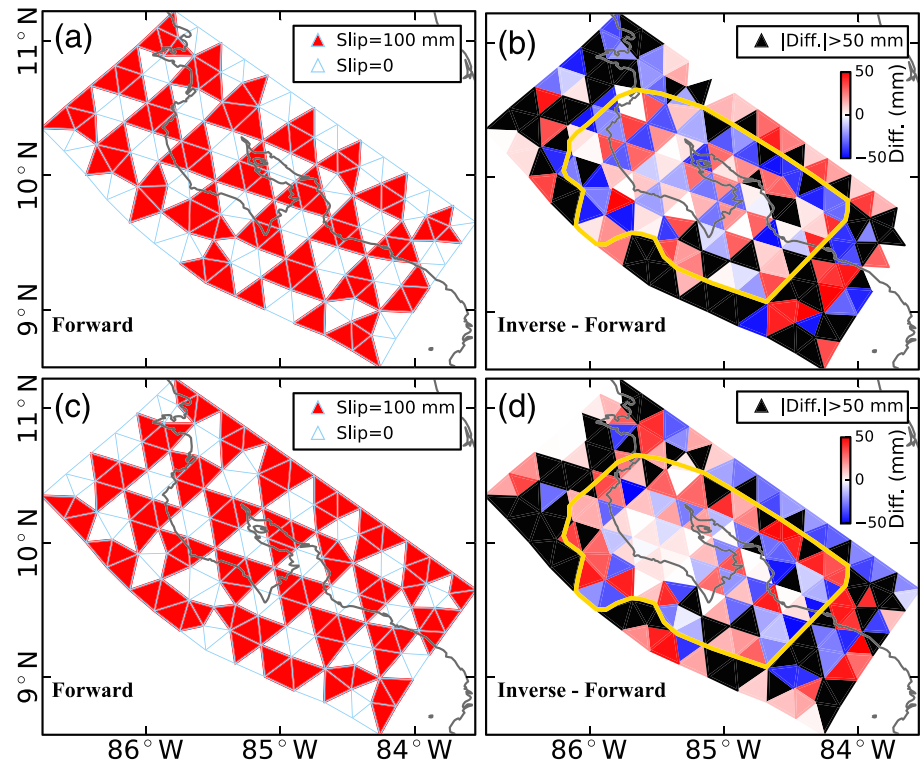 (a)
Slip=100 mm
Slip=0
11°N
10°N
9°N
Forward
(b)
|Diff.|>50 mm
50
0
−50
Diff. (mm)
Inverse - Forward
(c)
Slip=100 mm
Slip=0
11°N
10°N
9°N
Forward
86°W
85°W
84°W
(d)
|Diff.|>50 mm
50
0
−50
Diff. (mm)
Inverse - Forward
86°W
85°W
84°W